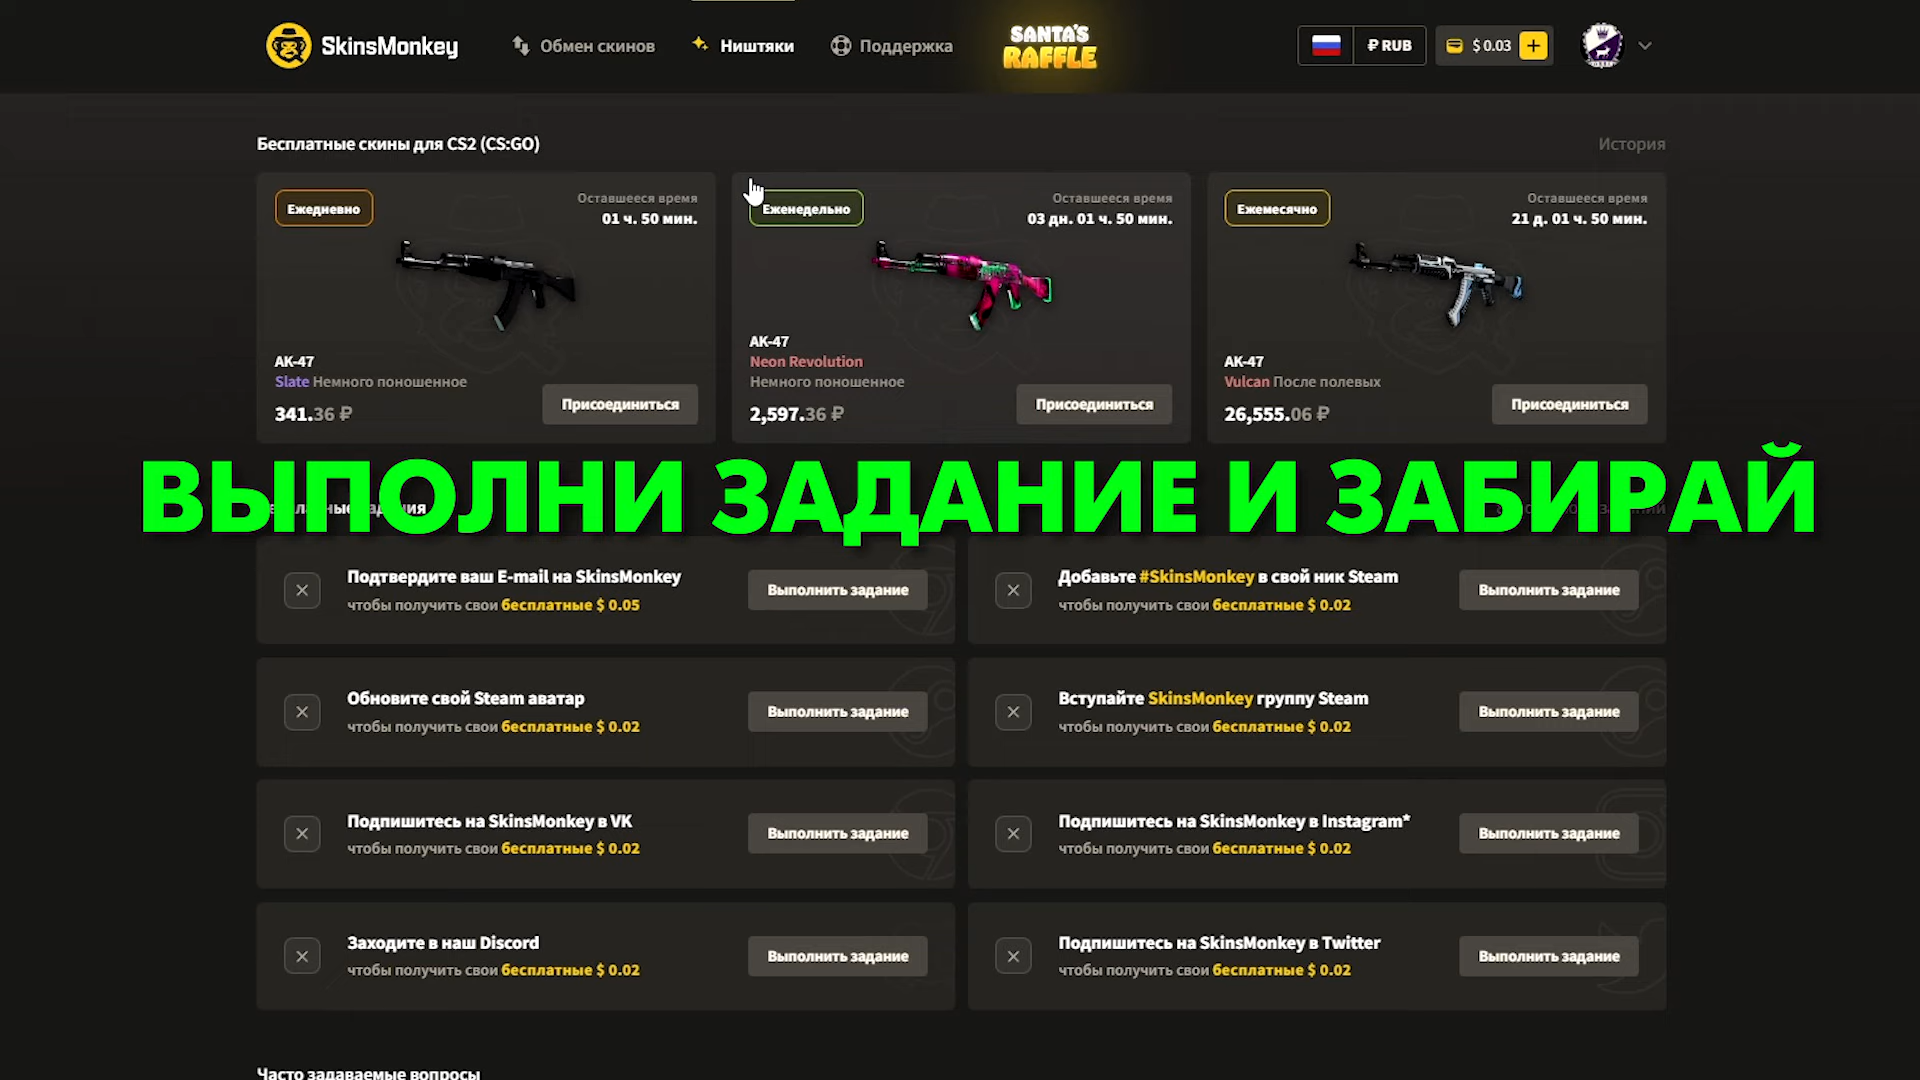 SkinsMonkey
Обмен скинов
Ништяки
Поддержка
SANTA'S
RAFFLE
₽ RUB
$ 0.03
Бесплатные скины для CS2 (CS:GO)
История
Ежедневно
Оставшееся время
01 ч. 50 мин.
AK-47
Slate Немного поношенное
341.36 ₽
Присоединиться
Еженедельно
Оставшееся время
03 дн. 01 ч. 50 мин.
AK-47
Neon Revolution
Немного поношенное
2,597.36 ₽
Присоединиться
Ежемесячно
Оставшееся время
21 д. 01 ч. 50 мин.
AK-47
Vulcan После полевых
26,555.06 ₽
Присоединиться
ВЫПОЛНИ ЗАДАНИЕ И ЗАБИРАЙ
Подтвердите ваш E-mail на SkinsMonkey
чтобы получить свои бесплатные $ 0.05
Выполнить задание
Добавьте #SkinsMonkey в свой ник Steam
чтобы получить свои бесплатные $ 0.02
Выполнить задание
Обновите свой Steam аватар
чтобы получить свои бесплатные $ 0.02
Выполнить задание
Вступайте SkinsMonkey группу Steam
чтобы получить свои бесплатные $ 0.02
Выполнить задание
Подпишитесь на SkinsMonkey в VK
чтобы получить свои бесплатные $ 0.02
Выполнить задание
Подпишитесь на SkinsMonkey в Instagram*
чтобы получить свои бесплатные $ 0.02
Выполнить задание
Заходите в наш Discord
чтобы получить свои бесплатные $ 0.02
Выполнить задание
Подпишитесь на SkinsMonkey в Twitter
чтобы получить свои бесплатные $ 0.02
Выполнить задание
Часто задаваемые вопросы